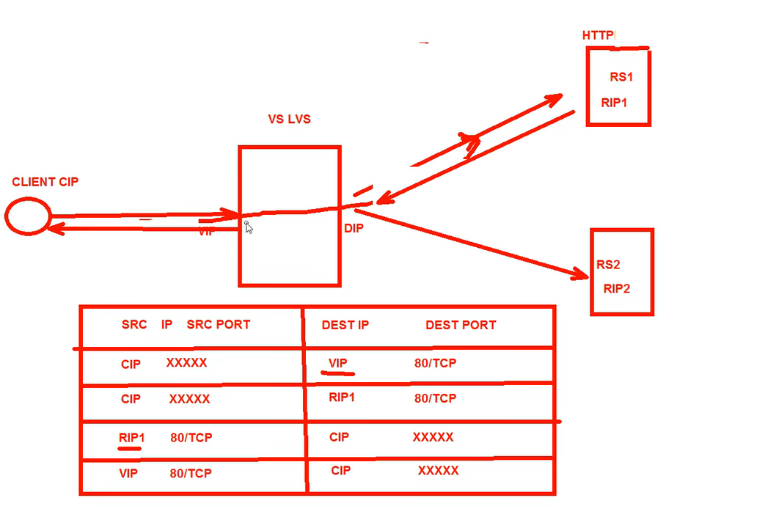 HTTP
RS1
RIP1
VS LVS
CLIENT CIP
VIP
DIP
RS2
RIP2
SRC IP SRC PORT DEST IP DEST PORT
CIP XXXXX VIP 80/TCP
CIP XXXXX RIP1 80/TCP
RIP1 80/TCP CIP XXXXX
VIP 80/TCP CIP XXXXX